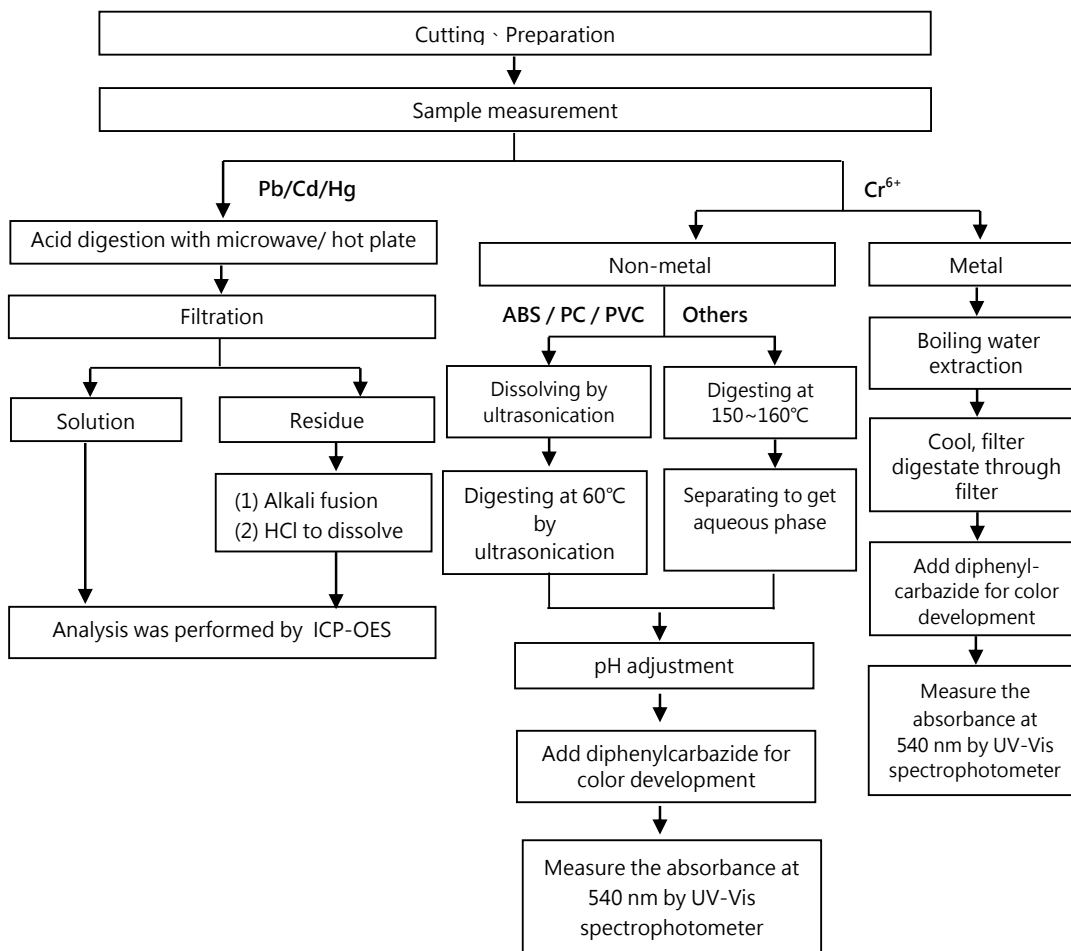 Cutting、Preparation
Sample measurement
Pb/Cd/Hg
Cr⁶⁺
Acid digestion with microwave/ hot plate
Filtration
Solution
Residue
(1) Alkali fusion
(2) HCl to dissolve
Analysis was performed by ICP-OES
Non-metal
ABS / PC / PVC
Others
Dissolving by
ultrasonication
Digesting at
150~160℃
Digesting at 60℃
by
ultrasonication
Separating to get
aqueous phase
pH adjustment
Add diphenylcarbazide for
color development
Measure the absorbance at
540 nm by UV-Vis
spectrophotometer
Metal
Boiling water
extraction
Cool, filter
digestate through
filter
Add diphenyl-
carbazide for color
development
Measure the
absorbance at
540 nm by UV-Vis
spectrophotometer